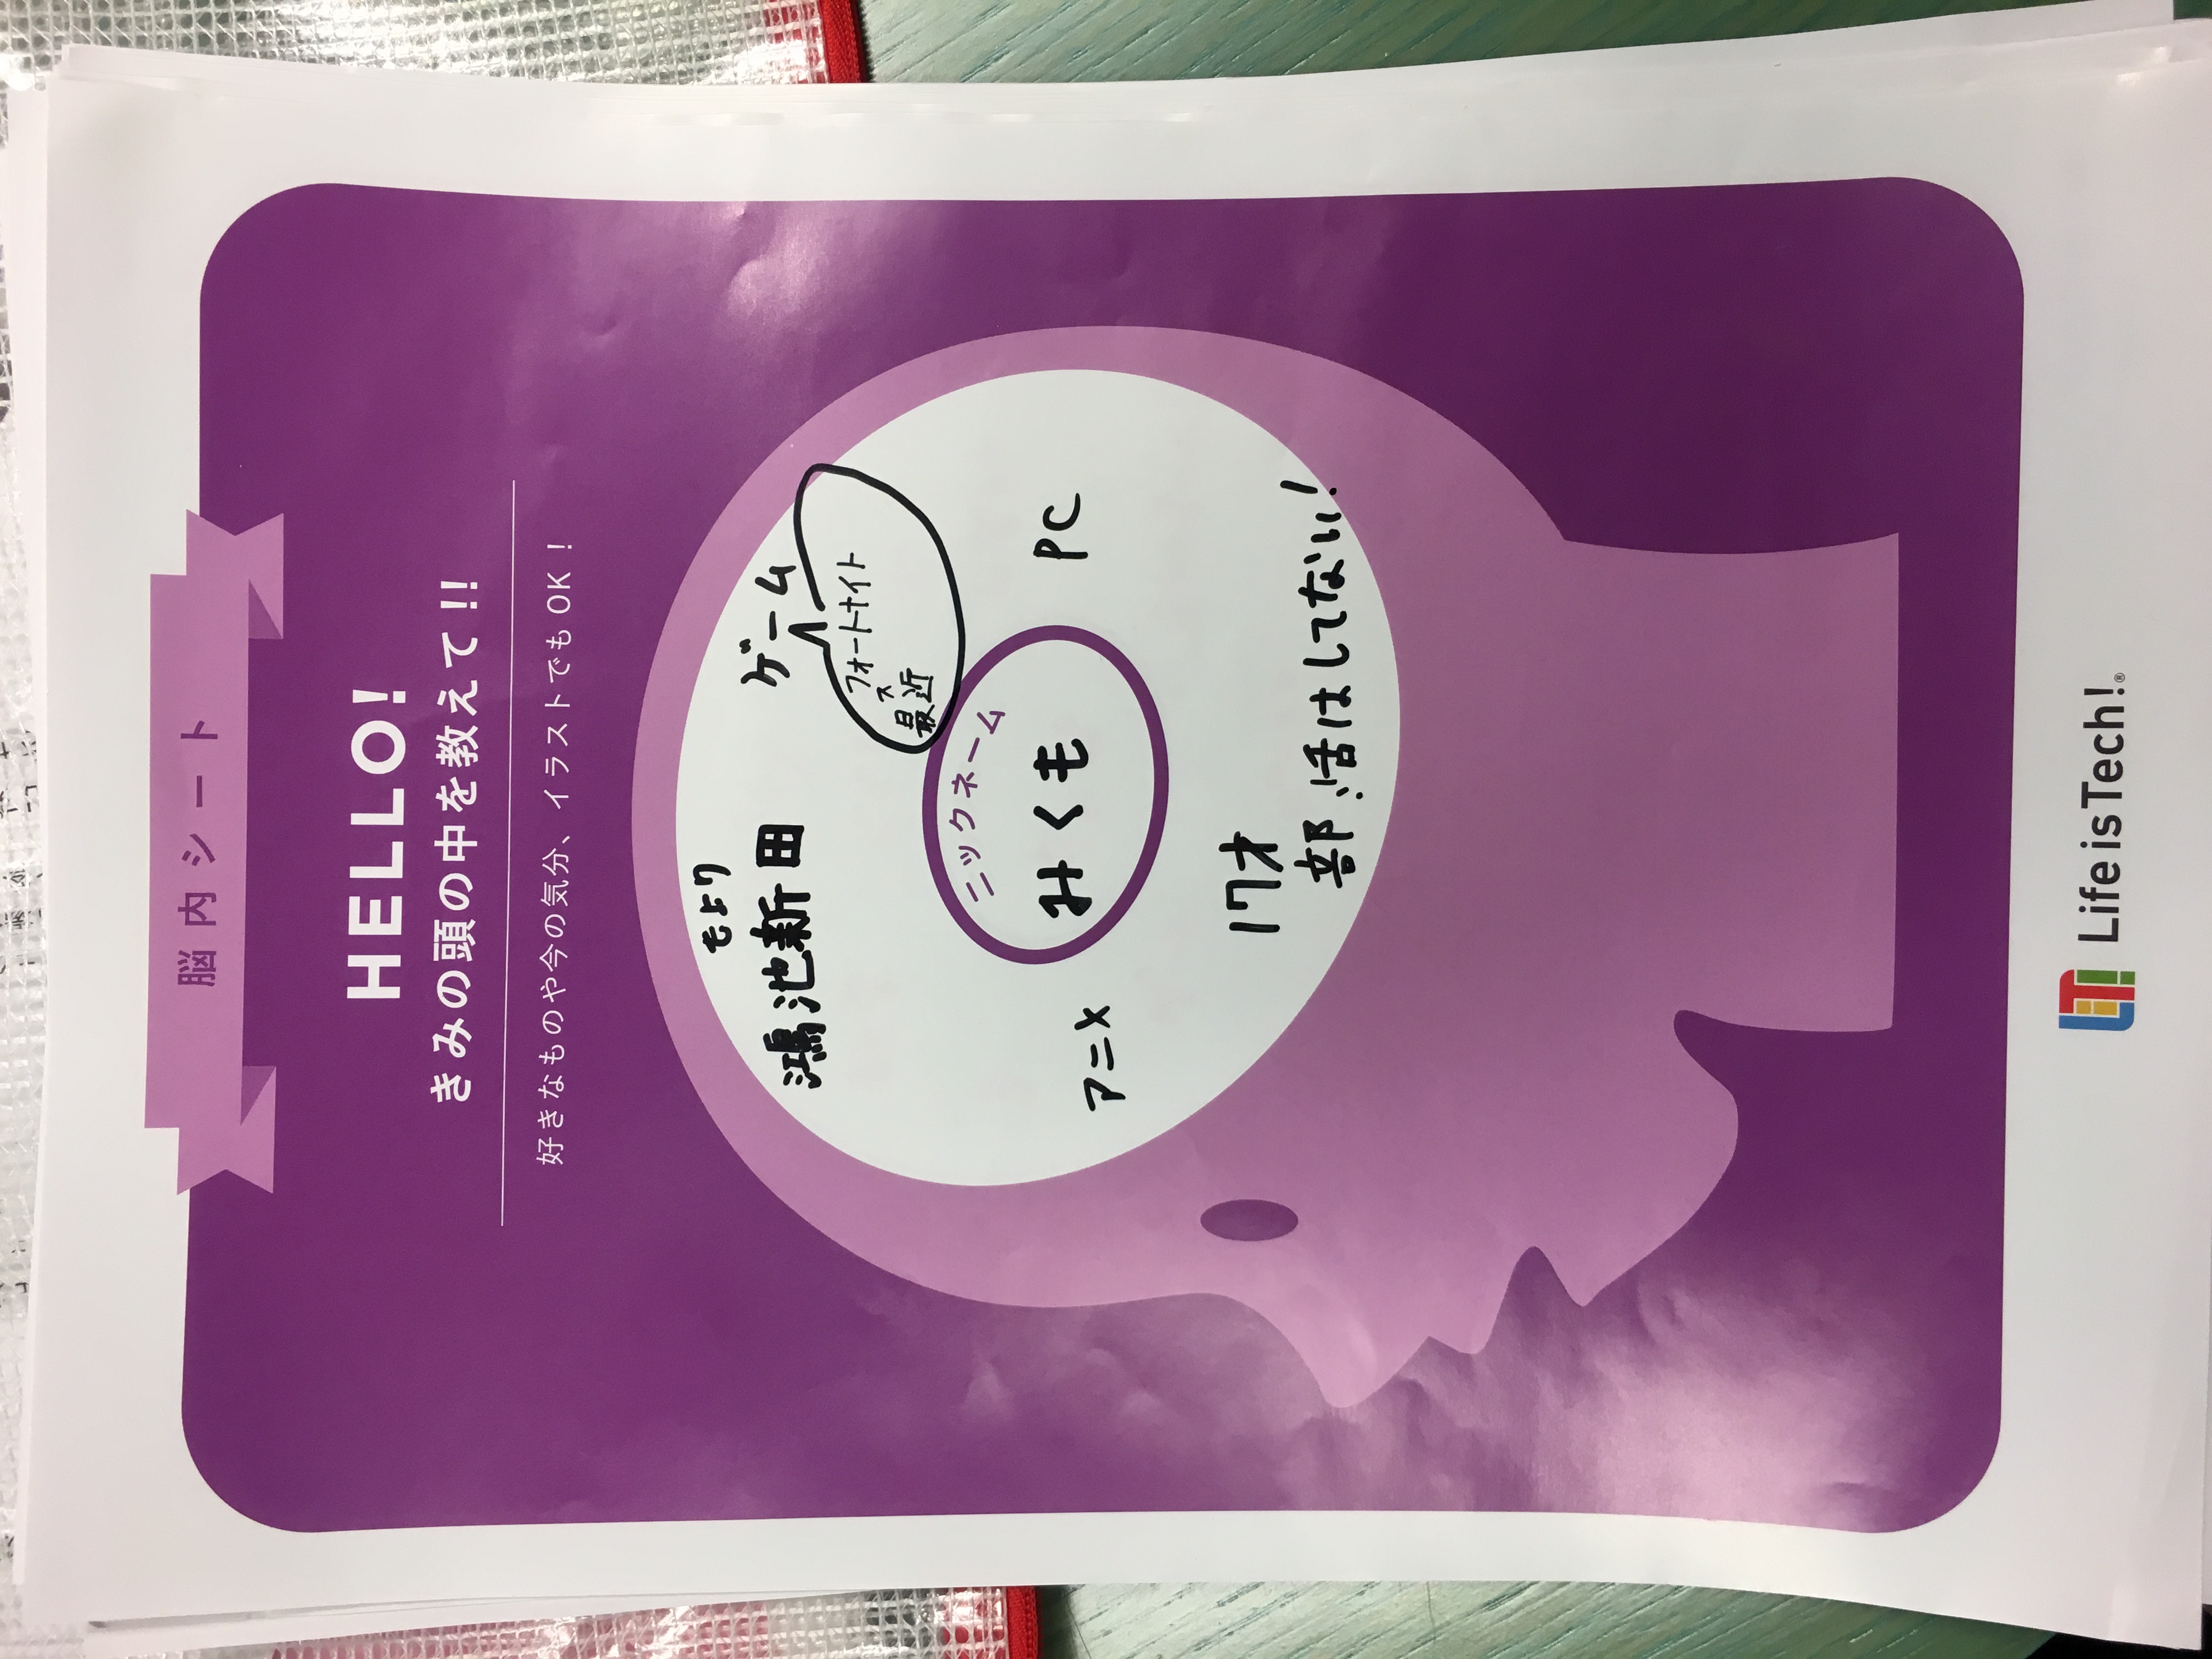 脳内シート
HELLO!
きみの頭の中を教えて!!
好きなものや今の気分、イラストでもOK!
もより
鴻池新田
ゲーム
フォートナイト
最近
ニックネーム
みくも
アニメ
PC
17才
部活はしてない!
Life is Tech!®